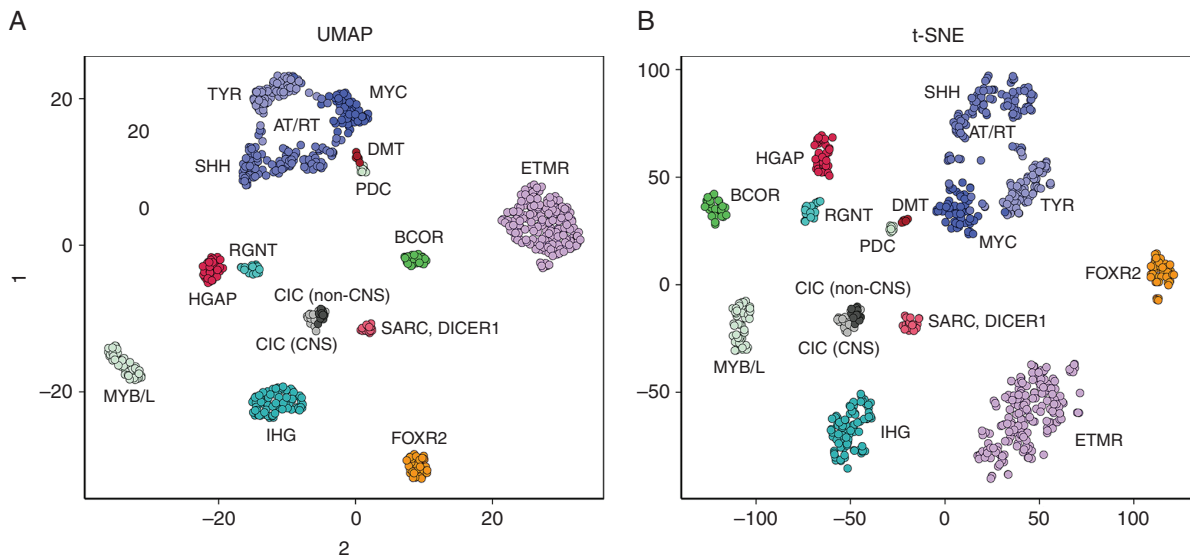 A
UMAP
20
0
−20
1
−20
0
20
2
20
0
TYR
MYC
AT/RT
SHH
DMT
PDC
ETMR
BCOR
RGNT
HGAP
CIC (non-CNS)
SARC, DICER1
CIC (CNS)
MYB/L
IHG
FOXR2
B
t-SNE
100
50
0
−50
−100
−50
0
50
100
SHH
AT/RT
HGAP
BCOR
RGNT
DMT
TYR
PDC
MYC
FOXR2
CIC (non-CNS)
SARC, DICER1
CIC (CNS)
MYB/L
IHG
ETMR